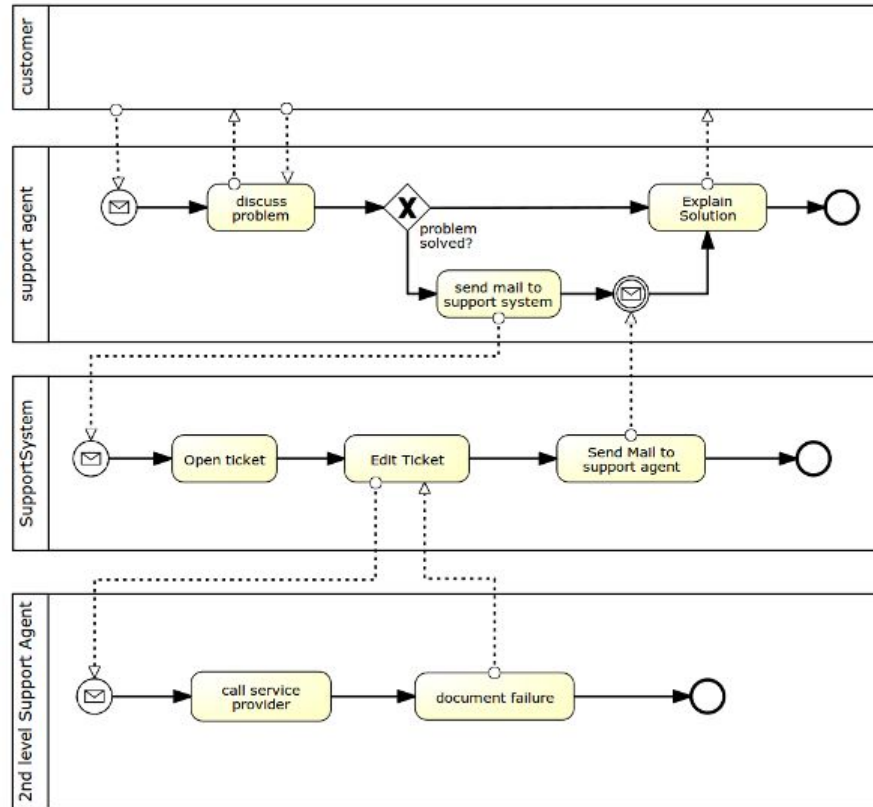 customer
support agent
discuss
problem
problem
solved?
Explain
Solution
send mail to
support system
SupportSystem
Open ticket
Edit Ticket
Send Mail to
support agent
2nd level Support Agent
call service
provider
document failure